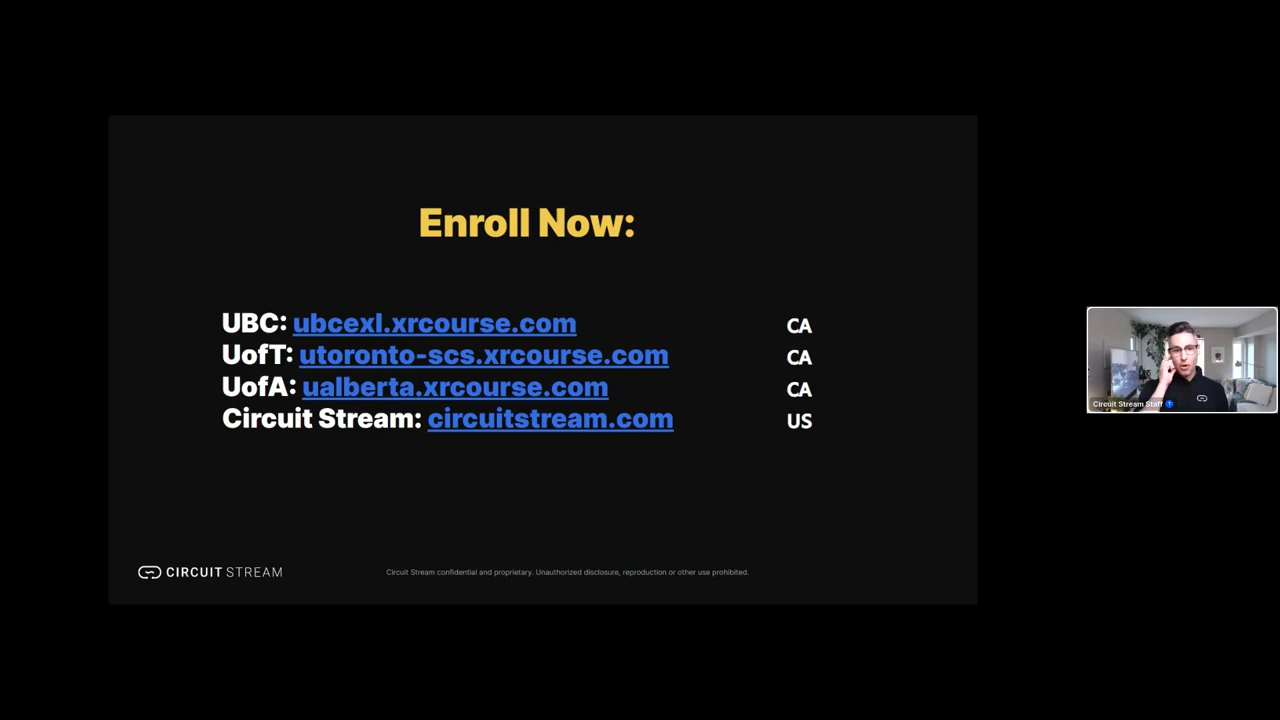 Enroll Now:
UBC: ubcexl.xrcourse.com CA
UofT: utoronto-scs.xrcourse.com CA
UofA: ualberta.xrcourse.com CA
Circuit Stream: circuitstream.com US
CIRCUIT STREAM
Circuit Stream confidential and proprietary. Unauthorized disclosure, reproduction or other use prohibited.
Circuit Stream Staff